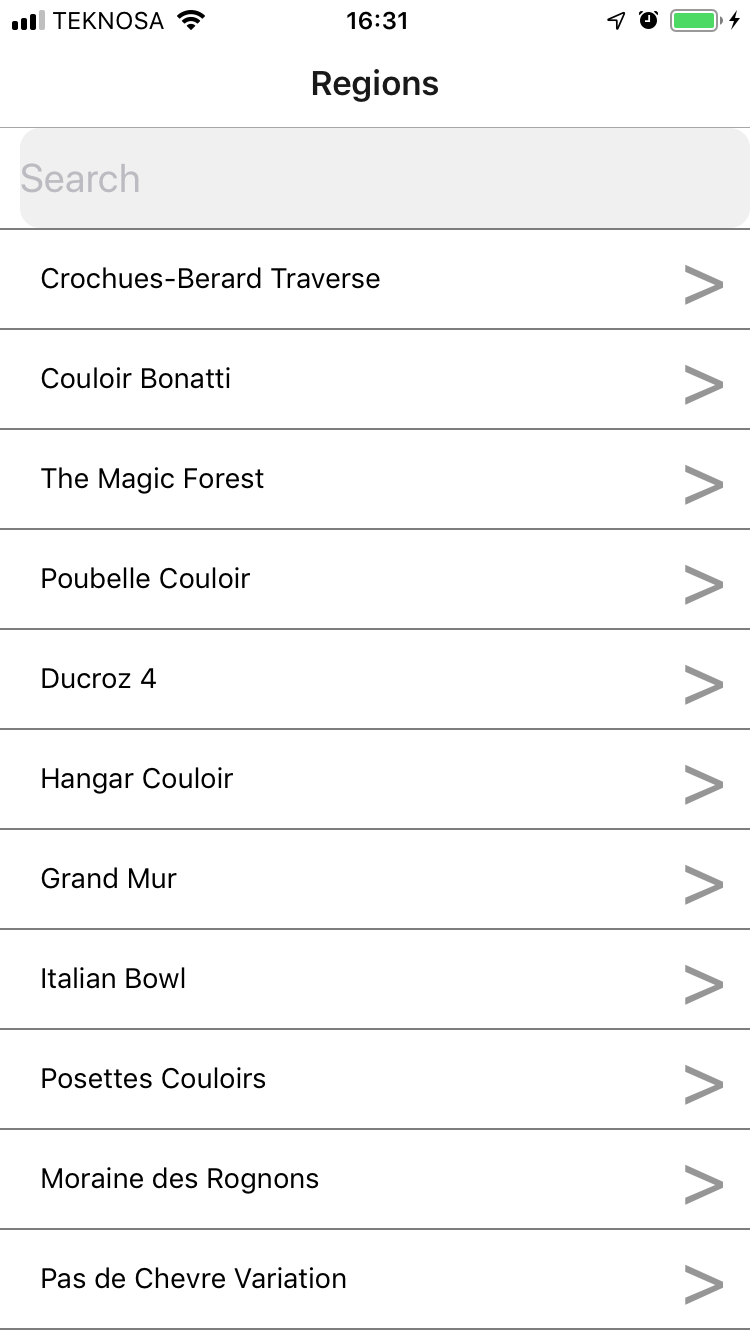 TEKNOSA 16:31
Regions
Search
Crochues-Berard Traverse >
Couloir Bonatti >
The Magic Forest >
Poubelle Couloir >
Ducroz 4 >
Hangar Couloir >
Grand Mur >
Italian Bowl >
Posettes Couloirs >
Moraine des Rognons >
Pas de Chevre Variation >